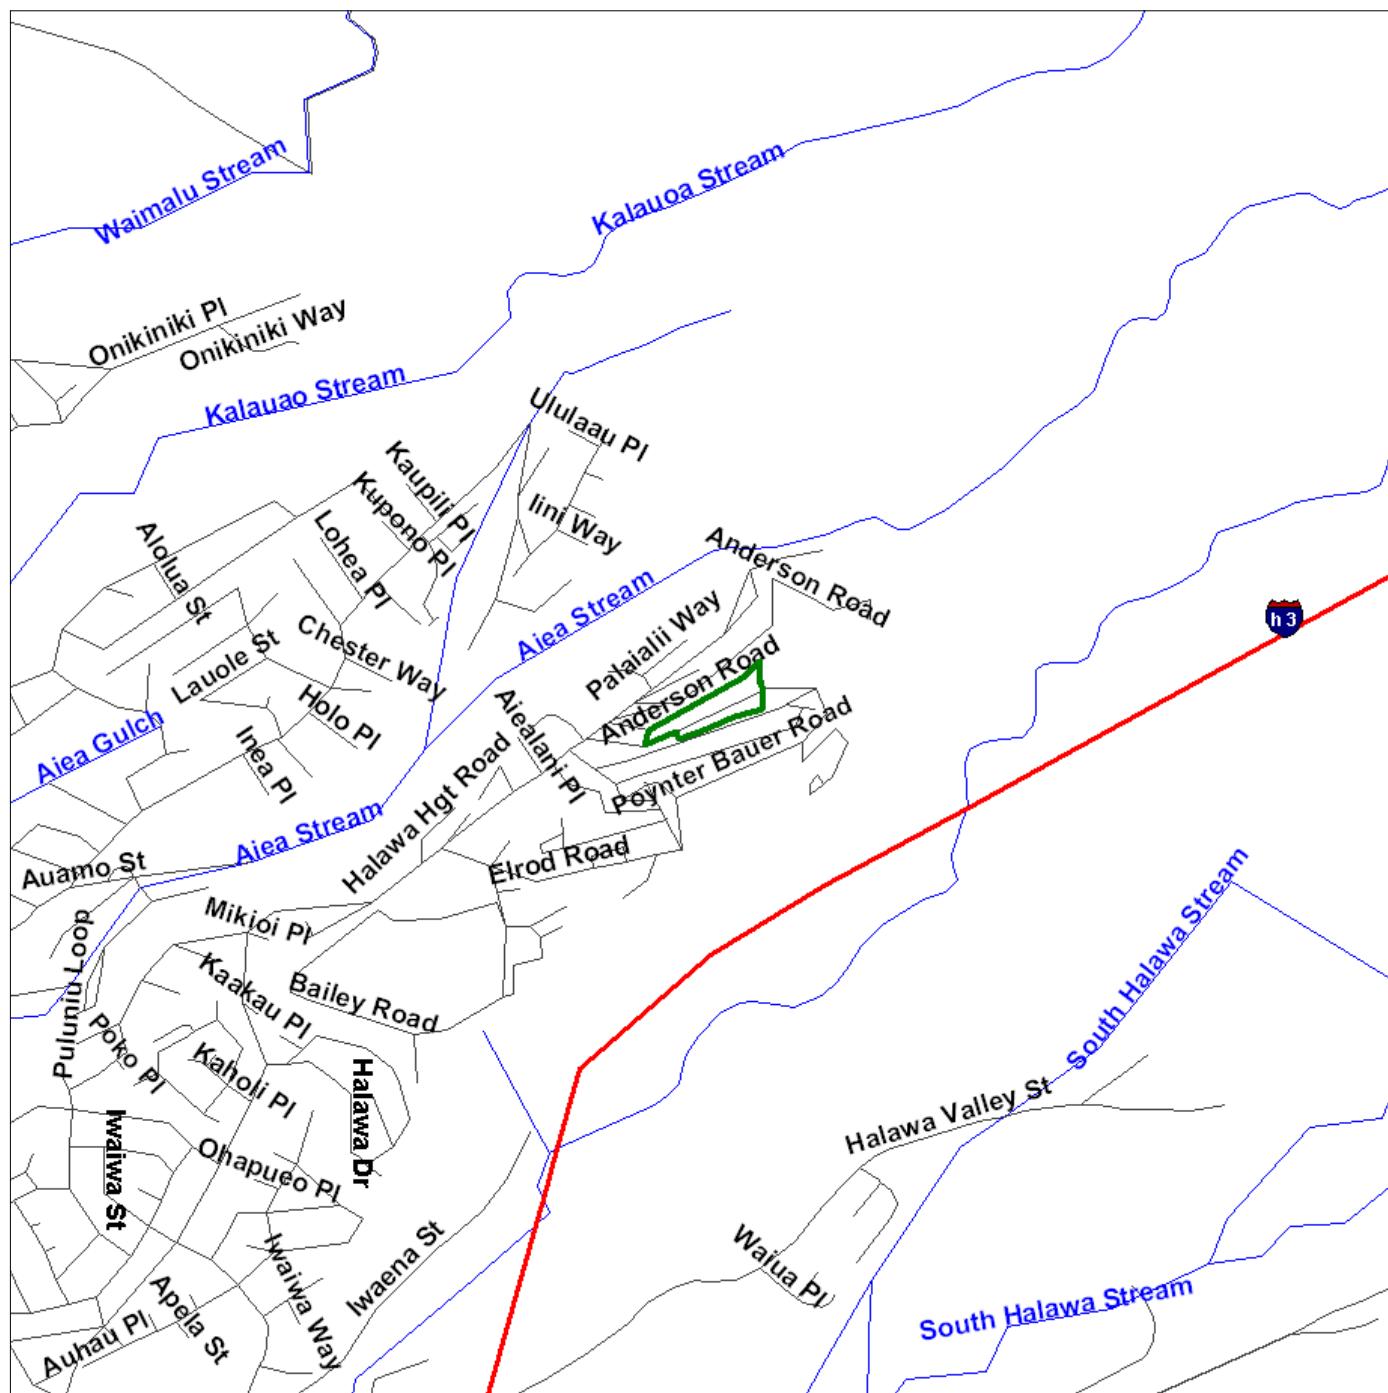 Waimalu Stream
Kalauoa Stream
Onikiniki Pl
Onikiniki Way
Kalauao Stream
Ululaau Pl
Kaupili Pl
Kupono Pl
Iini Way
Lohea Pl
Alolua St
Anderson Road
Aiea Stream
Palaialii Way
h 3
Chester Way
Lauole St
Anderson Road
Holo Pl
Aiealani Pl
Aiea Gulch
Inea Pl
Halawa Hgt Road
Poynter Bauer Road
Aiea Stream
Elrod Road
Auamo St
Mikioi Pl
South Halawa Stream
Puluniu Loop
Kaakau Pl
Bailey Road
Poko Pl
Kaholi Pl
Halawa Dr
Halawa Valley St
Iwaiwa St
Ohapueo Pl
Waiua Pl
Iwaena St
Iwaiwa Way
South Halawa Stream
Apela St
Auhau Pl